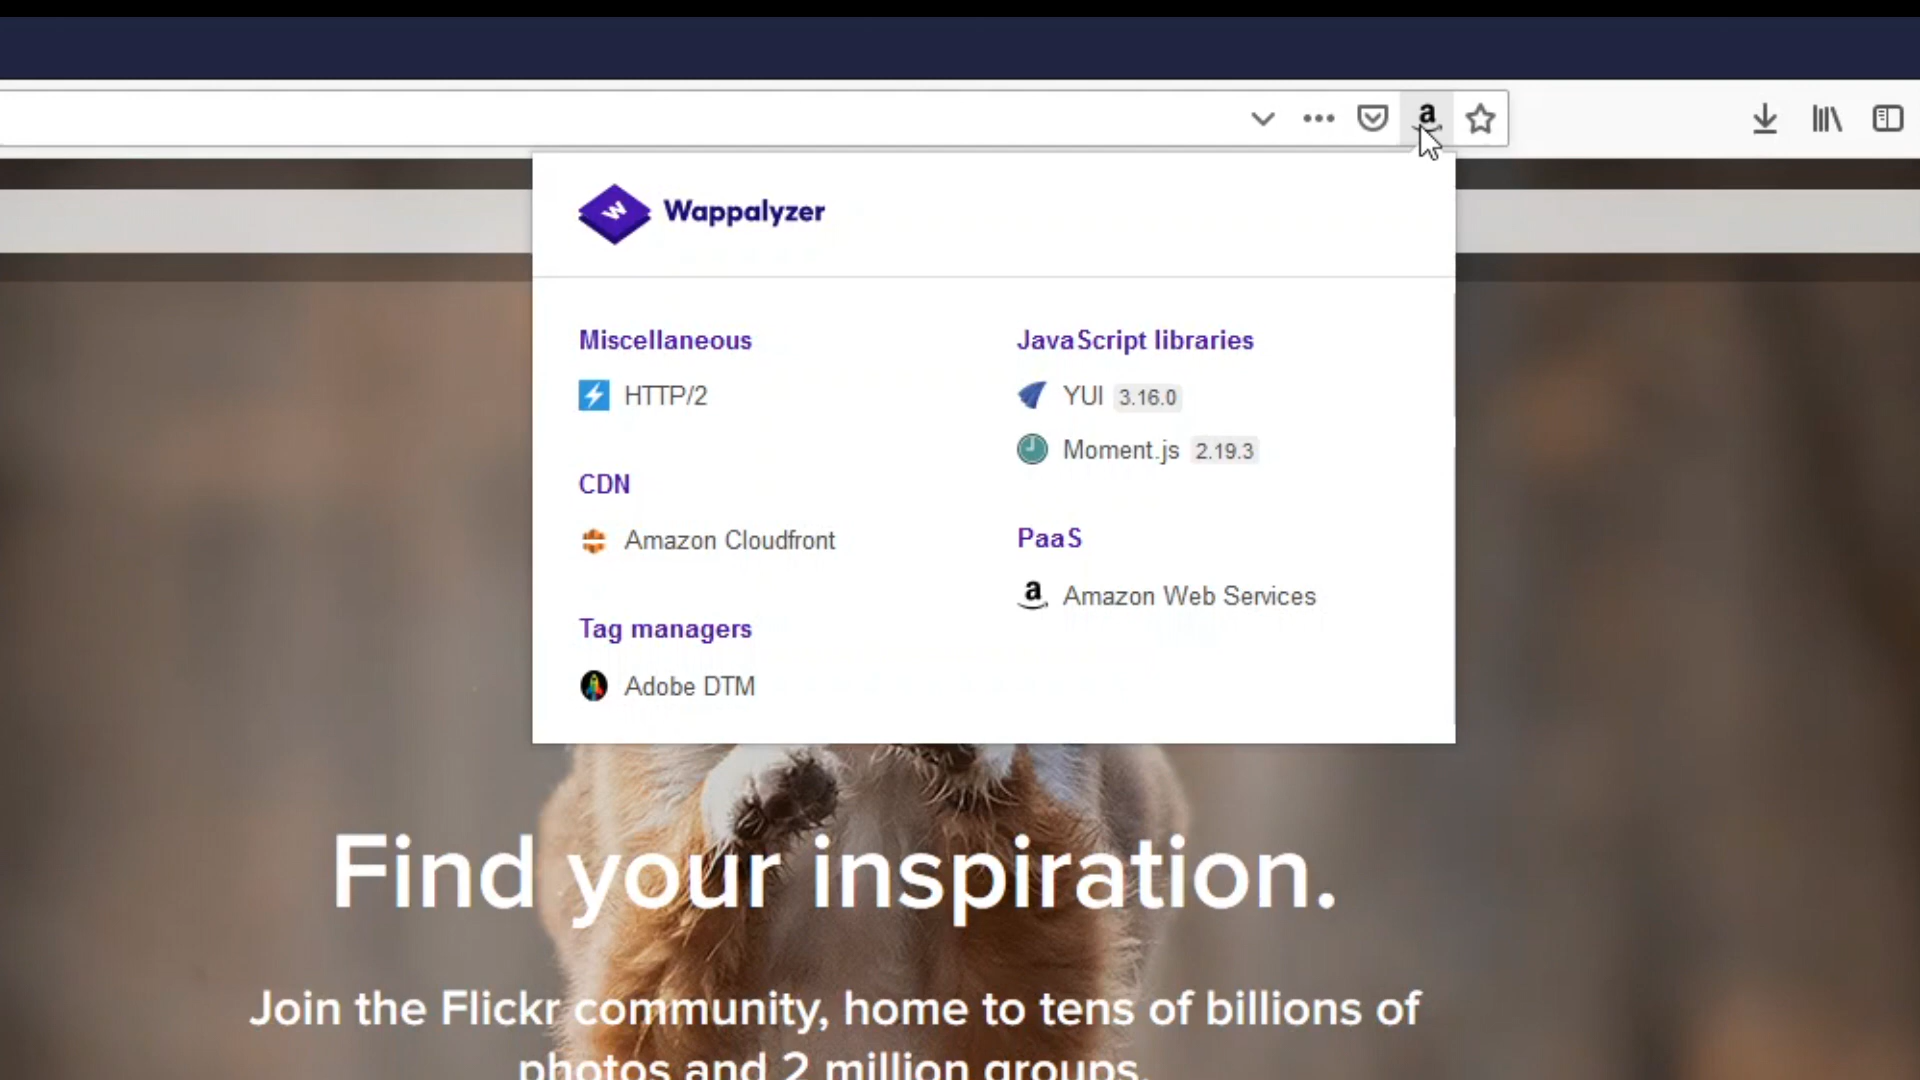 Wappalyzer
Miscellaneous
HTTP/2
CDN
Amazon Cloudfront
Tag managers
Adobe DTM
JavaScript libraries
YUI 3.16.0
Moment.js 2.19.3
PaaS
Amazon Web Services
Find your inspiration.
Join the Flickr community, home to tens of billions of
photos and 2 million groups.